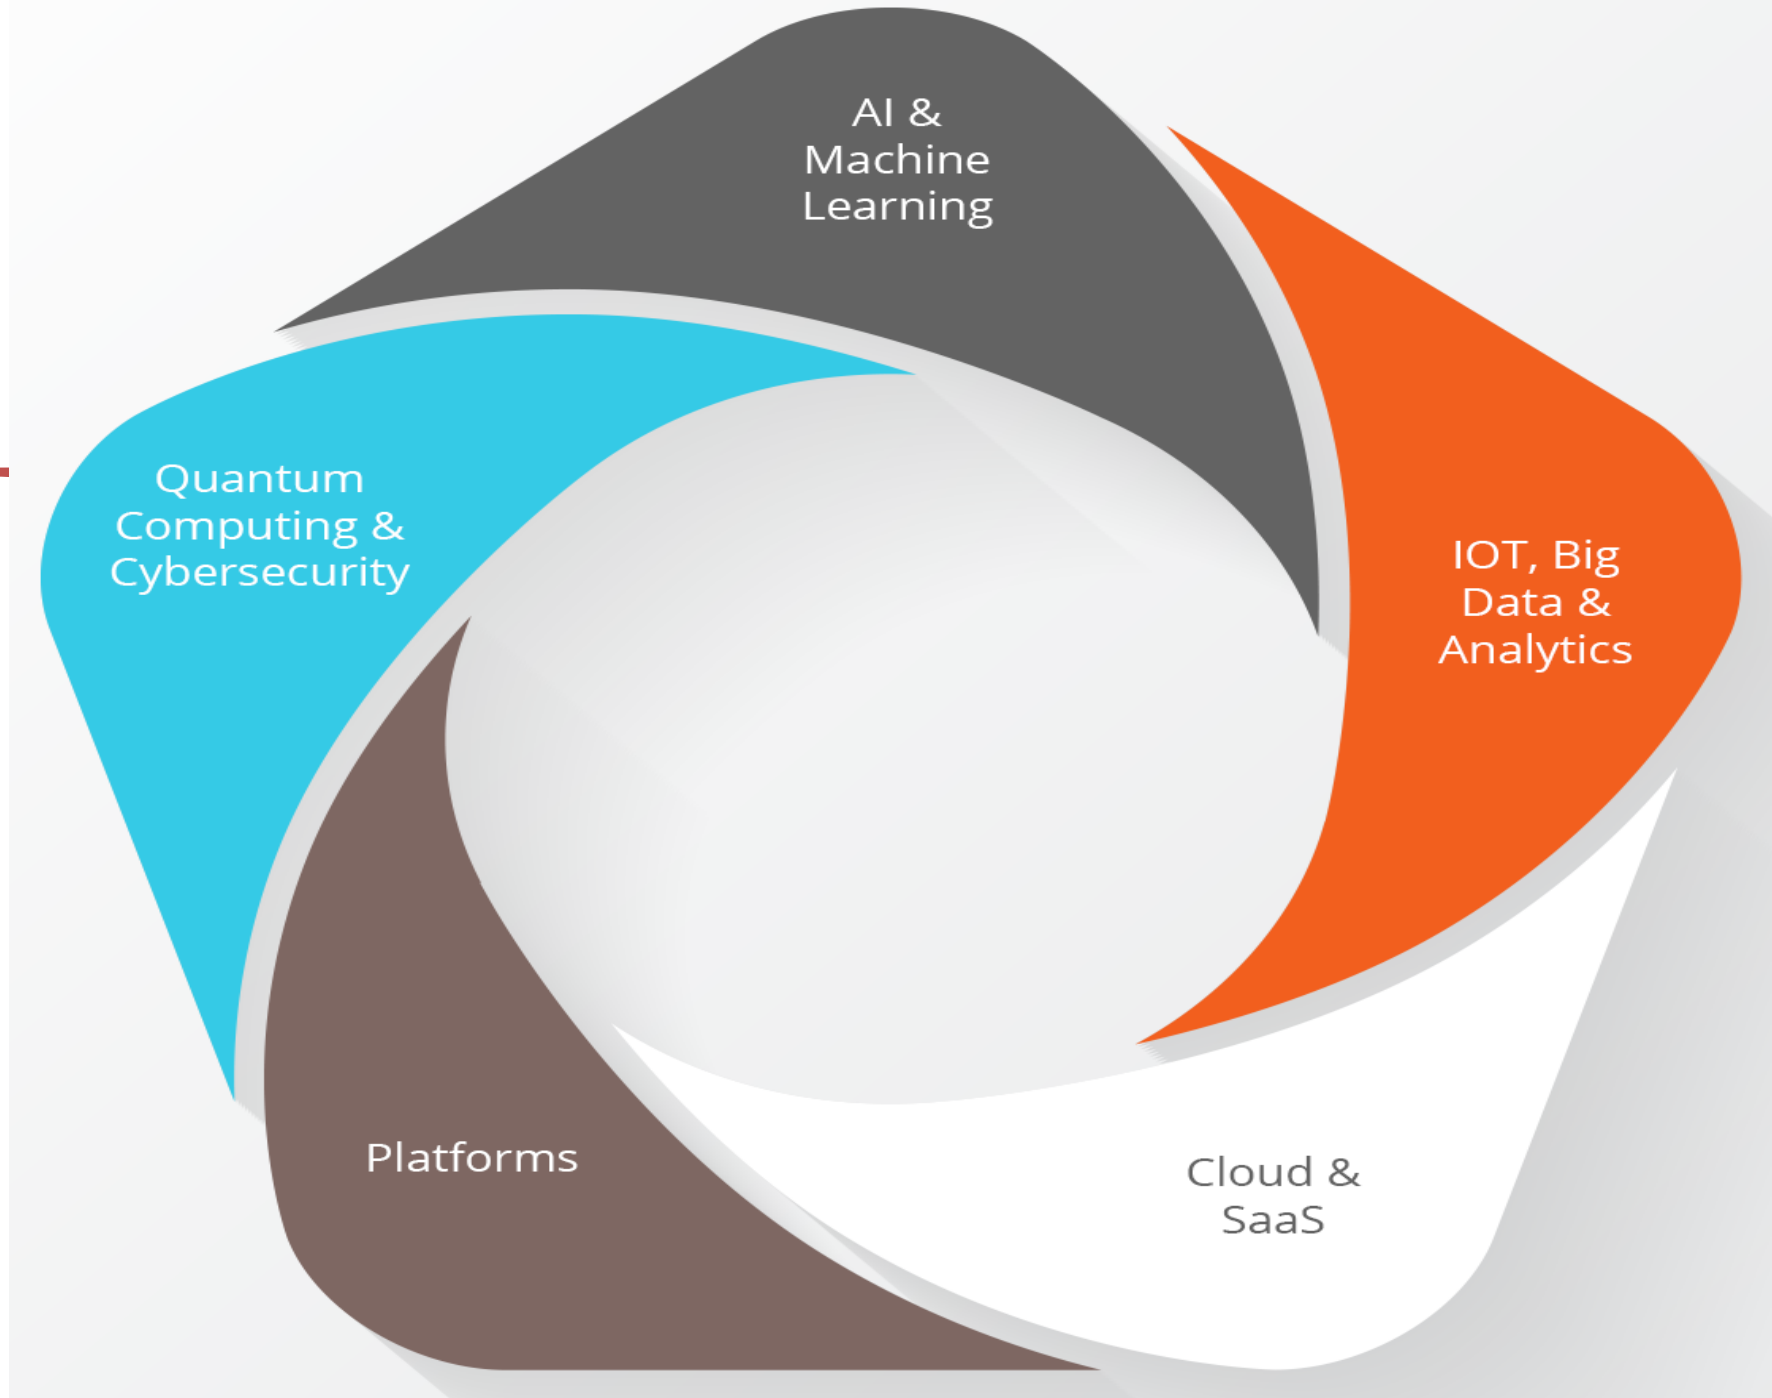 AI &
Machine
Learning
Quantum
Computing &
Cybersecurity
IOT, Big
Data &
Analytics
Platforms
Cloud &
SaaS